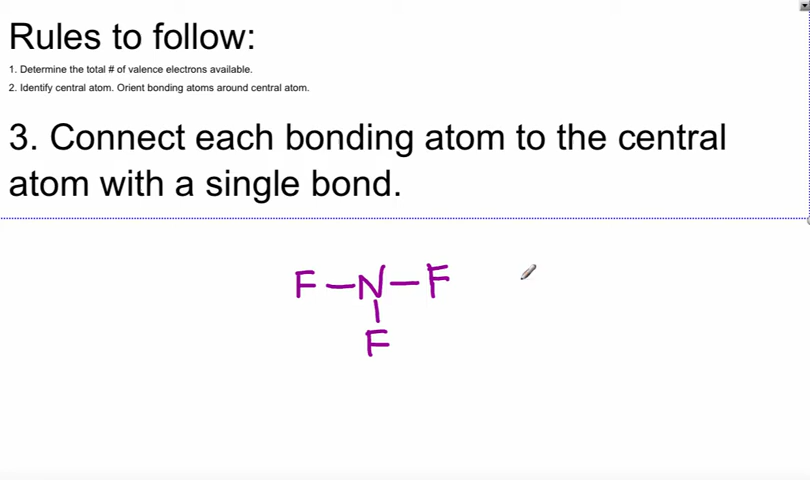 Rules to follow:
1. Determine the total # of valence electrons available.
2. Identify central atom. Orient bonding atoms around central atom.
3. Connect each bonding atom to the central
atom with a single bond.
F—N—F
|
F